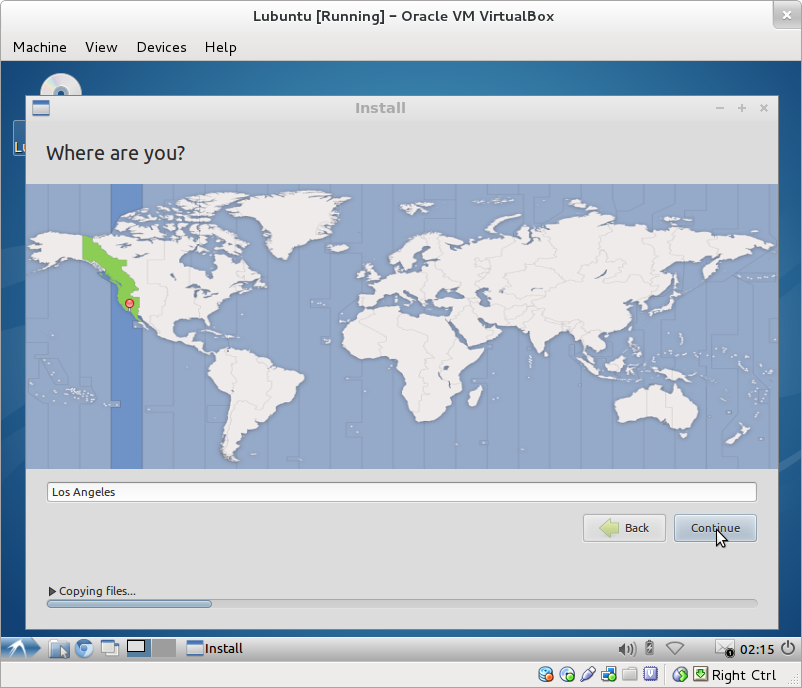 Lubuntu [Running] – Oracle VM VirtualBox
Machine View Devices Help
Install
Lu
Where are you?
Los Angeles
Back Continue
Copying files...
Install 02:15
Right Ctrl